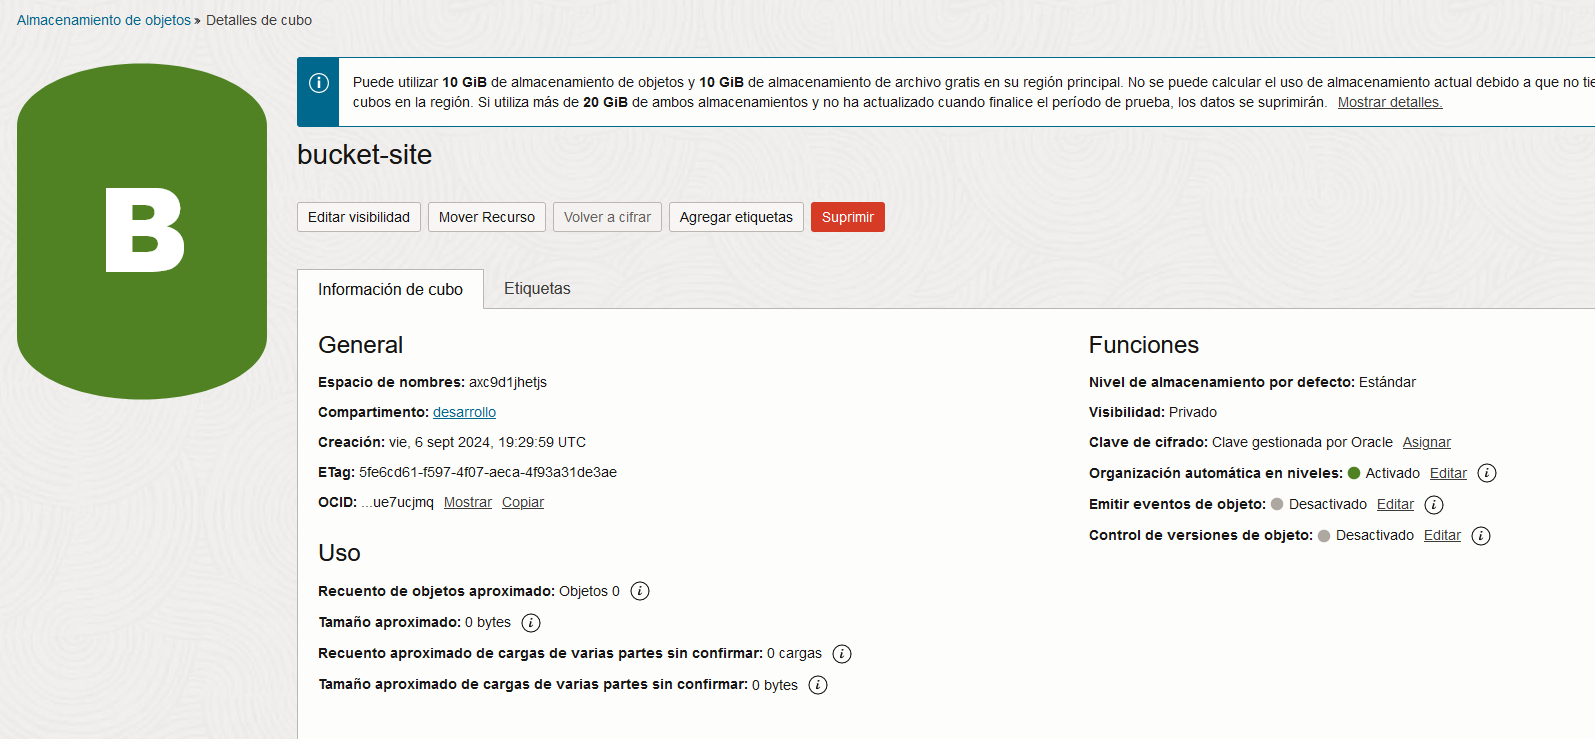 Almacenamiento de objetos » Detalles de cubo
B
Puede utilizar 10 GiB de almacenamiento de objetos y 10 GiB de almacenamiento de archivo gratis en su región principal. No se puede calcular el uso de almacenamiento actual debido a que no tie
cubos en la región. Si utiliza más de 20 GiB de ambos almacenamientos y no ha actualizado cuando finalice el período de prueba, los datos se suprimirán. Mostrar detalles.
bucket-site
Editar visibilidad Mover Recurso Volver a cifrar Agregar etiquetas Suprimir
Información de cubo Etiquetas
General
Espacio de nombres: axc9d1jhetjs
Compartimento: desarrollo
Creación: vie, 6 sept 2024, 19:29:59 UTC
ETag: 5fe6cd61-f597-4f07-aeca-4f93a31de3ae
OCID: ...ue7ucjmq Mostrar Copiar
Uso
Recuento de objetos aproximado: Objetos 0
Tamaño aproximado: 0 bytes
Recuento aproximado de cargas de varias partes sin confirmar: 0 cargas
Tamaño aproximado de cargas de varias partes sin confirmar: 0 bytes
Funciones
Nivel de almacenamiento por defecto: Estándar
Visibilidad: Privado
Clave de cifrado: Clave gestionada por Oracle Asignar
Organización automática en niveles: Activado Editar
Emitir eventos de objeto: Desactivado Editar
Control de versiones de objeto: Desactivado Editar